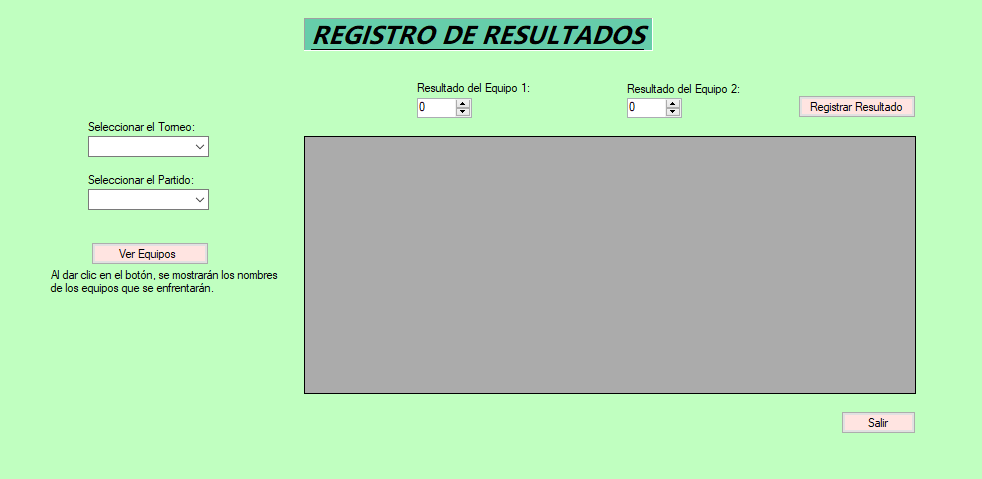 REGISTRO DE RESULTADOS
Resultado del Equipo 1:
Resultado del Equipo 2:
0
0
Registrar Resultado
Seleccionar el Torneo:
Seleccionar el Partido:
Ver Equipos
Al dar clic en el botón, se mostrarán los nombres
de los equipos que se enfrentarán.
Salir